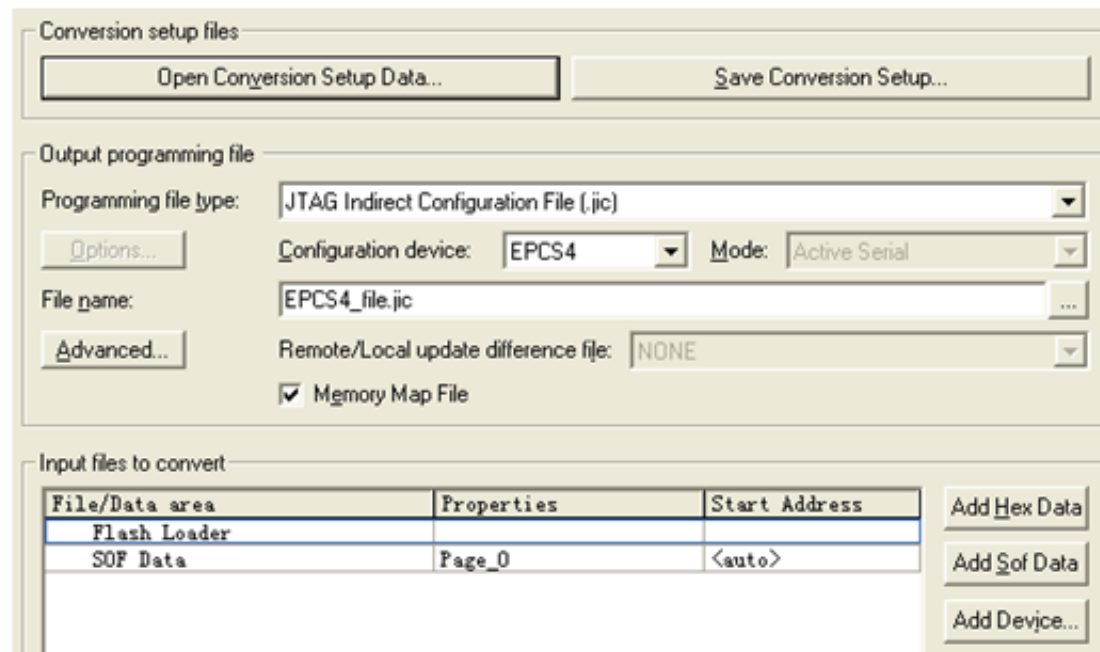 Conversion setup files
Open Conversion Setup Data...
Save Conversion Setup...
Output programming file
Programming file type:
JTAG Indirect Configuration File (.jic)
Options...
Configuration device:
EPCS4
Mode:
Active Serial
File name:
EPCS4_file.jic
...
Advanced...
Remote/Local update difference file:
NONE
Memory Map File
Input files to convert
File/Data area
Properties
Start Address
Add Hex Data
Flash Loader
SOF Data
Page_0
<auto>
Add Sof Data
Add Device...